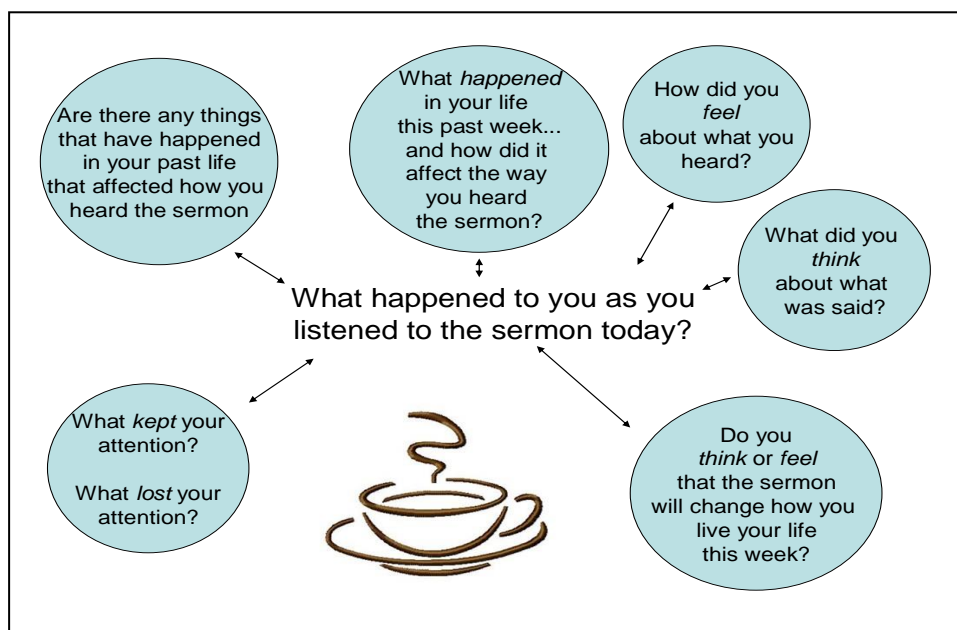 Are there any things
that have happened
in your past life
that affected how you
heard the sermon
What happened
in your life
this past week...
and how did it
affect the way
you heard
the sermon?
How did you
feel
about what you
heard?
What did you
think
about what
was said?
What happened to you as you
listened to the sermon today?
What kept your
attention?
What lost your
attention?
Do you
think or feel
that the sermon
will change how you
live your life
this week?